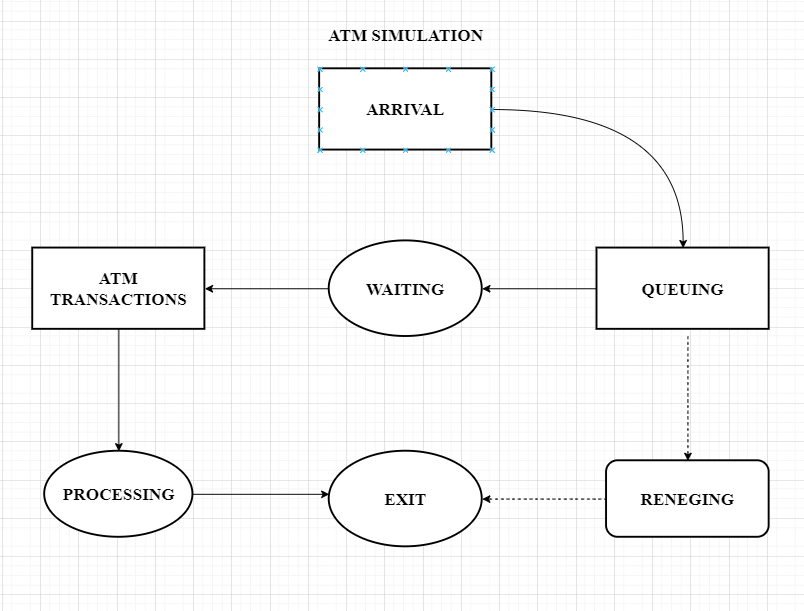 ATM SIMULATION
ARRIVAL
ATM
TRANSACTIONS
WAITING
QUEUING
PROCESSING
EXIT
RENEGING